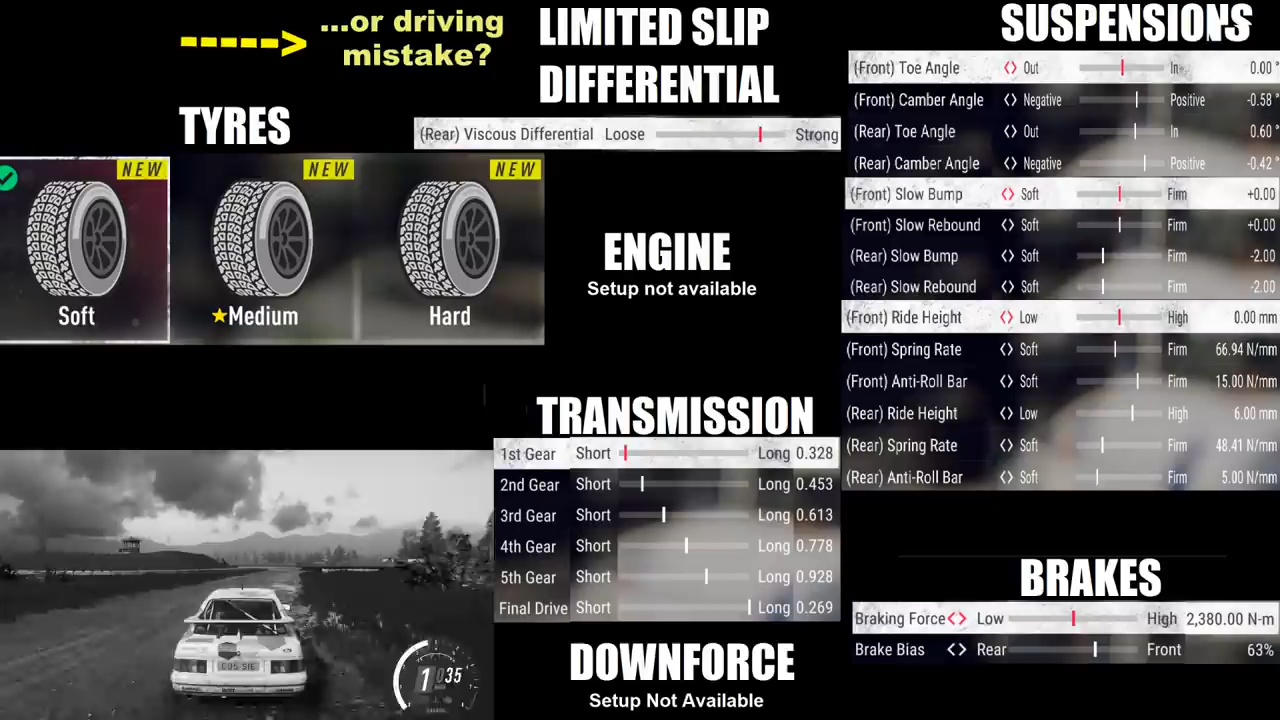 ...or driving
mistake?
LIMITED SLIP
DIFFERENTIAL
(Rear) Viscous Differential Loose Strong
TYRES
NEW NEW NEW
Soft Medium Hard
ENGINE
Setup not available
TRANSMISSION
1st Gear Short Long 0.328
2nd Gear Short Long 0.453
3rd Gear Short Long 0.613
4th Gear Short Long 0.778
5th Gear Short Long 0.928
Final Drive Short Long 0.269
DOWNFORCE
Setup Not Available
SUSPENSIONS
(Front) Toe Angle Out In 0.00 °
(Front) Camber Angle Negative Positive -0.58 °
(Rear) Toe Angle Out In 0.60 °
(Rear) Camber Angle Negative Positive -0.42 °
(Front) Slow Bump Soft Firm +0.00
(Front) Slow Rebound Soft Firm +0.00
(Rear) Slow Bump Soft Firm -2.00
(Rear) Slow Rebound Soft Firm -2.00
(Front) Ride Height Low High 0.00 mm
(Front) Spring Rate Soft Firm 66.94 N/mm
(Front) Anti-Roll Bar Soft Firm 15.00 N/mm
(Rear) Ride Height Low High 6.00 mm
(Rear) Spring Rate Soft Firm 48.41 N/mm
(Rear) Anti-Roll Bar Soft Firm 5.00 N/mm
BRAKES
Braking Force Low High 2,380.00 N-m
Brake Bias Rear Front 63%
1 035